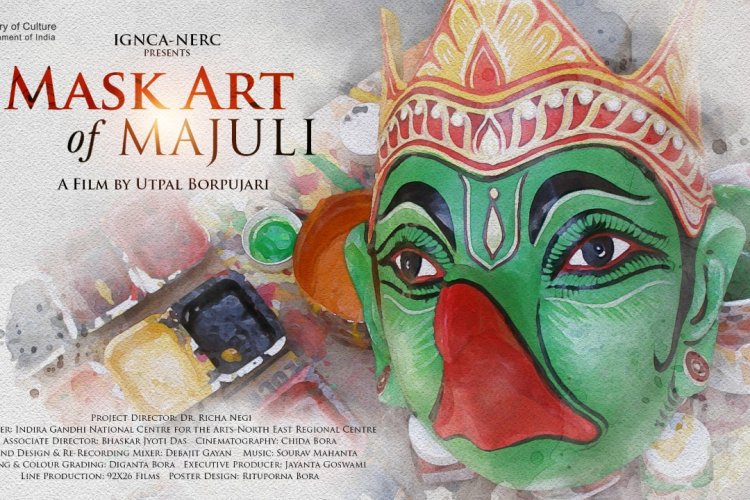 ry of Culture
ernment of India
IGNCA-NERC
PRESENTS
MASK ART
of MAJULI
A FILM BY UTPAL BORPUJARI
PROJECT DIRECTOR: DR. RICHA NEGI
ER: INDIRA GANDHI NATIONAL CENTRE FOR THE ARTS-NORTH EAST REGIONAL CENTRE
ASSOCIATE DIRECTOR: BHASKAR JYOTI DAS CINEMATOGRAPHY: CHIDA BORA
ND DESIGN & RE-RECORDING MIXER: DEBAJIT GAYAN MUSIC: SOURAV MAHANTA
NG & COLOUR GRADING: DIGANTA BORA EXECUTIVE PRODUCER: JAYANTA GOSWAMI
LINE PRODUCTION: 92X26 FILMS POSTER DESIGN: RITUPORNA BORA